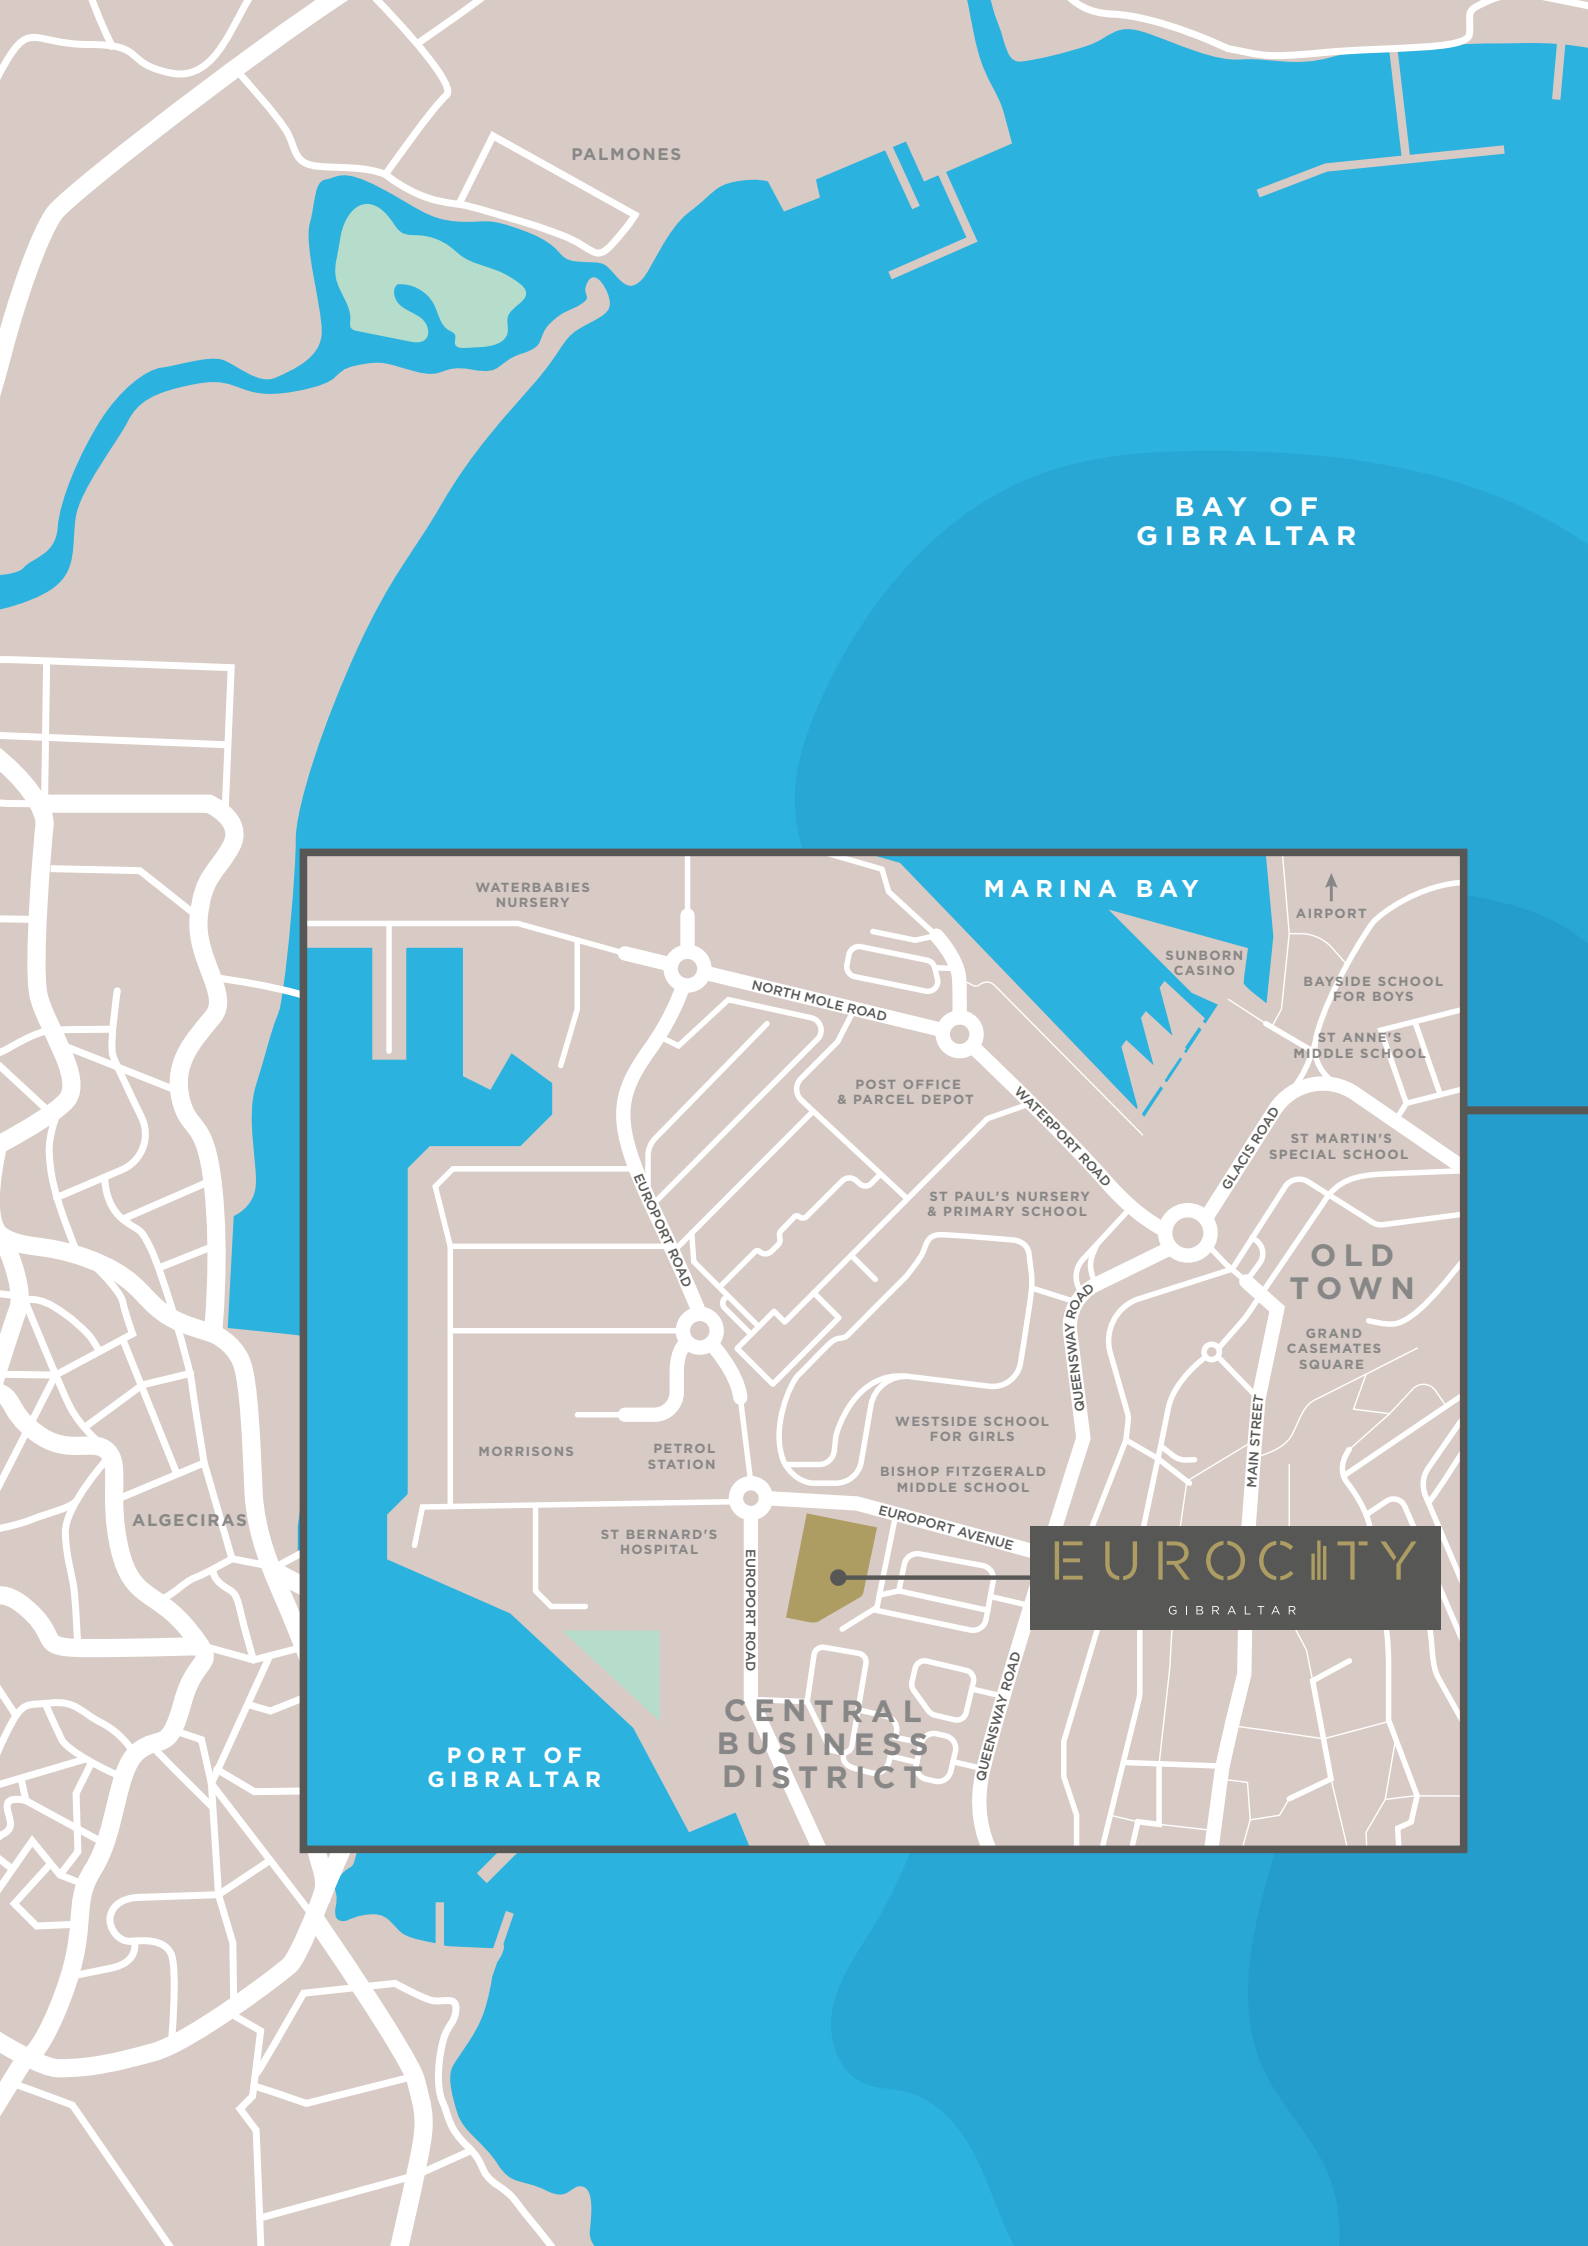 PALMONES
BAY OF
GIBRALTAR
MARINA BAY
WATERBABIES
NURSERY
AIRPORT
SUNBORN
CASINO
BAYSIDE SCHOOL
FOR BOYS
NORTH MOLE ROAD
ST ANNE'S
MIDDLE SCHOOL
POST OFFICE
& PARCEL DEPOT
WATERPORT ROAD
GLACIS ROAD
ST MARTIN'S
SPECIAL SCHOOL
EUROPORT ROAD
ST PAUL'S NURSERY
& PRIMARY SCHOOL
OLD
TOWN
QUEENSWAY ROAD
GRAND
CASEMATES
SQUARE
WESTSIDE SCHOOL
FOR GIRLS
MAIN STREET
MORRISONS
PETROL
STATION
BISHOP FITZGERALD
MIDDLE SCHOOL
ALGECIRAS
ST BERNARD'S
HOSPITAL
EUROPORT AVENUE
EUROCITY
GIBRALTAR
EUROPORT ROAD
QUEENSWAY ROAD
CENTRAL
BUSINESS
DISTRICT
PORT OF
GIBRALTAR